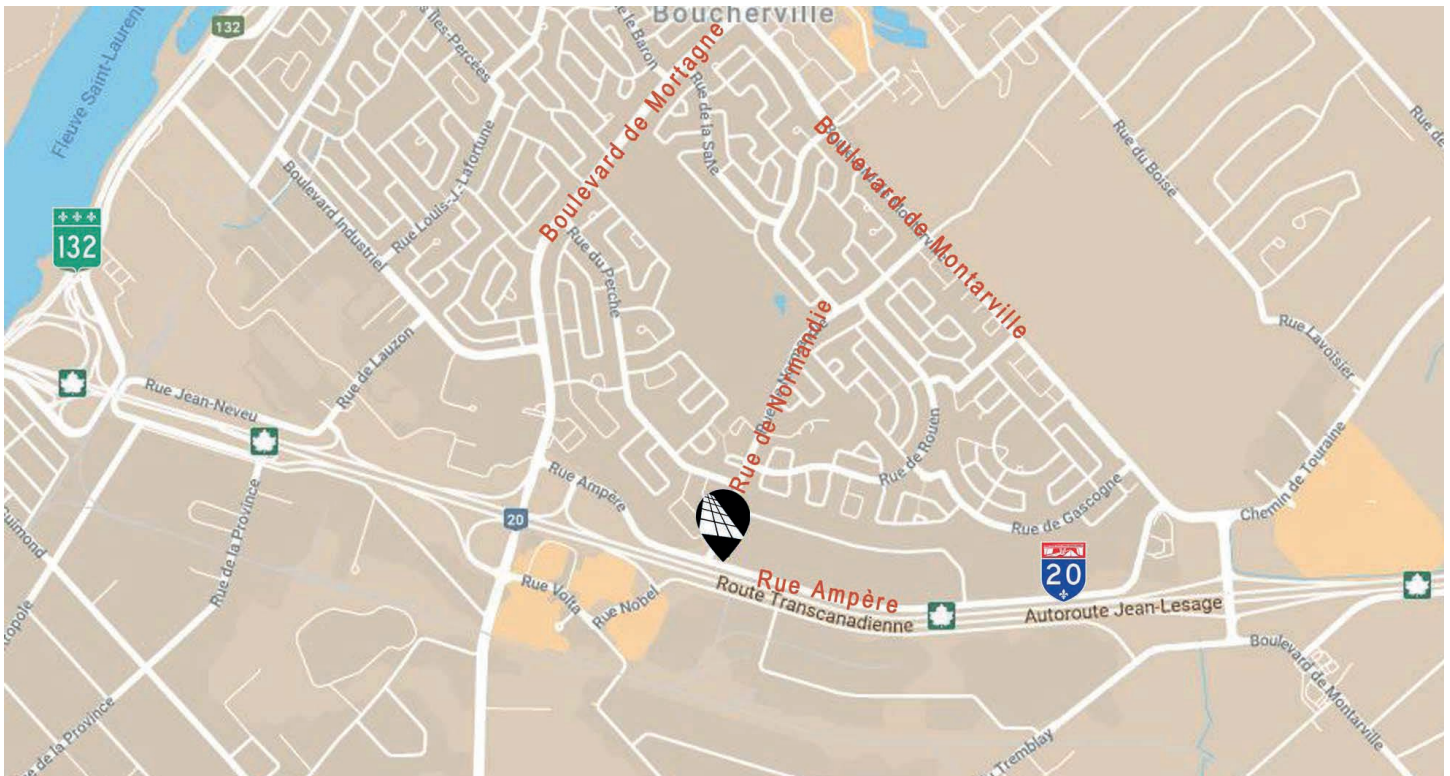 Boucherville
132
Fleuve Saint-Laurent
Îles-Percées
le Baron
Boulevard de Mortagne
Rue de la Salle
Boulevard de Montarville
Rue du Boisé
Rue de
Boulevard Industriel
Rue Louis-J.-Lafortune
Rue du Perche
132
Rue de Normandie
Rue Lavoisier
Rue de Lauzon
Rue Jean-Neveu
Rue de Rouen
Chemin de Touraine
Rue Ampère
20
Rue de Gascogne
Rue de la Province
Rue Volta
Rue Nobel
Rue Ampère
Route Transcanadienne
20
Autoroute Jean-Lesage
Boulevard de Montarville
Tremblay
de la Province